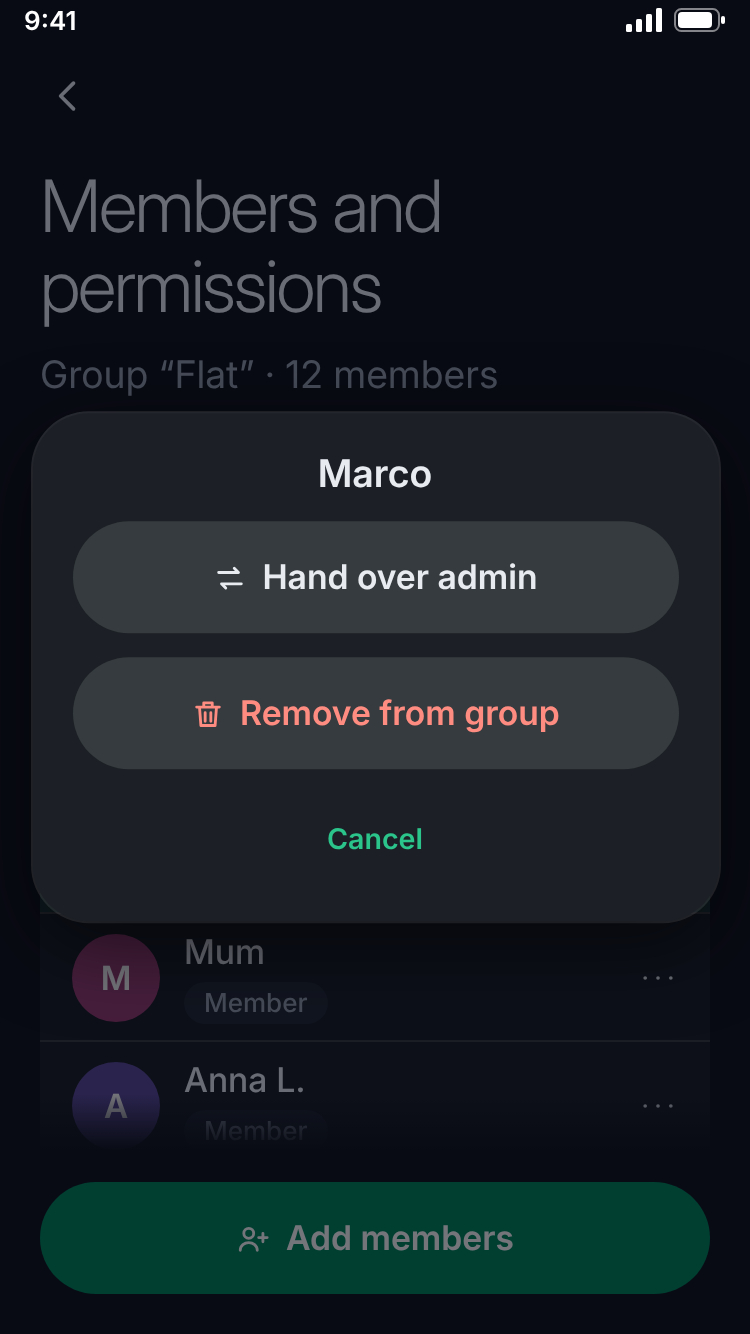 9:41
Members and
permissions
Group “Flat” · 12 members
Marco
Hand over admin
Remove from group
Cancel
M
Mum
Member
A
Anna L.
Member
Add members